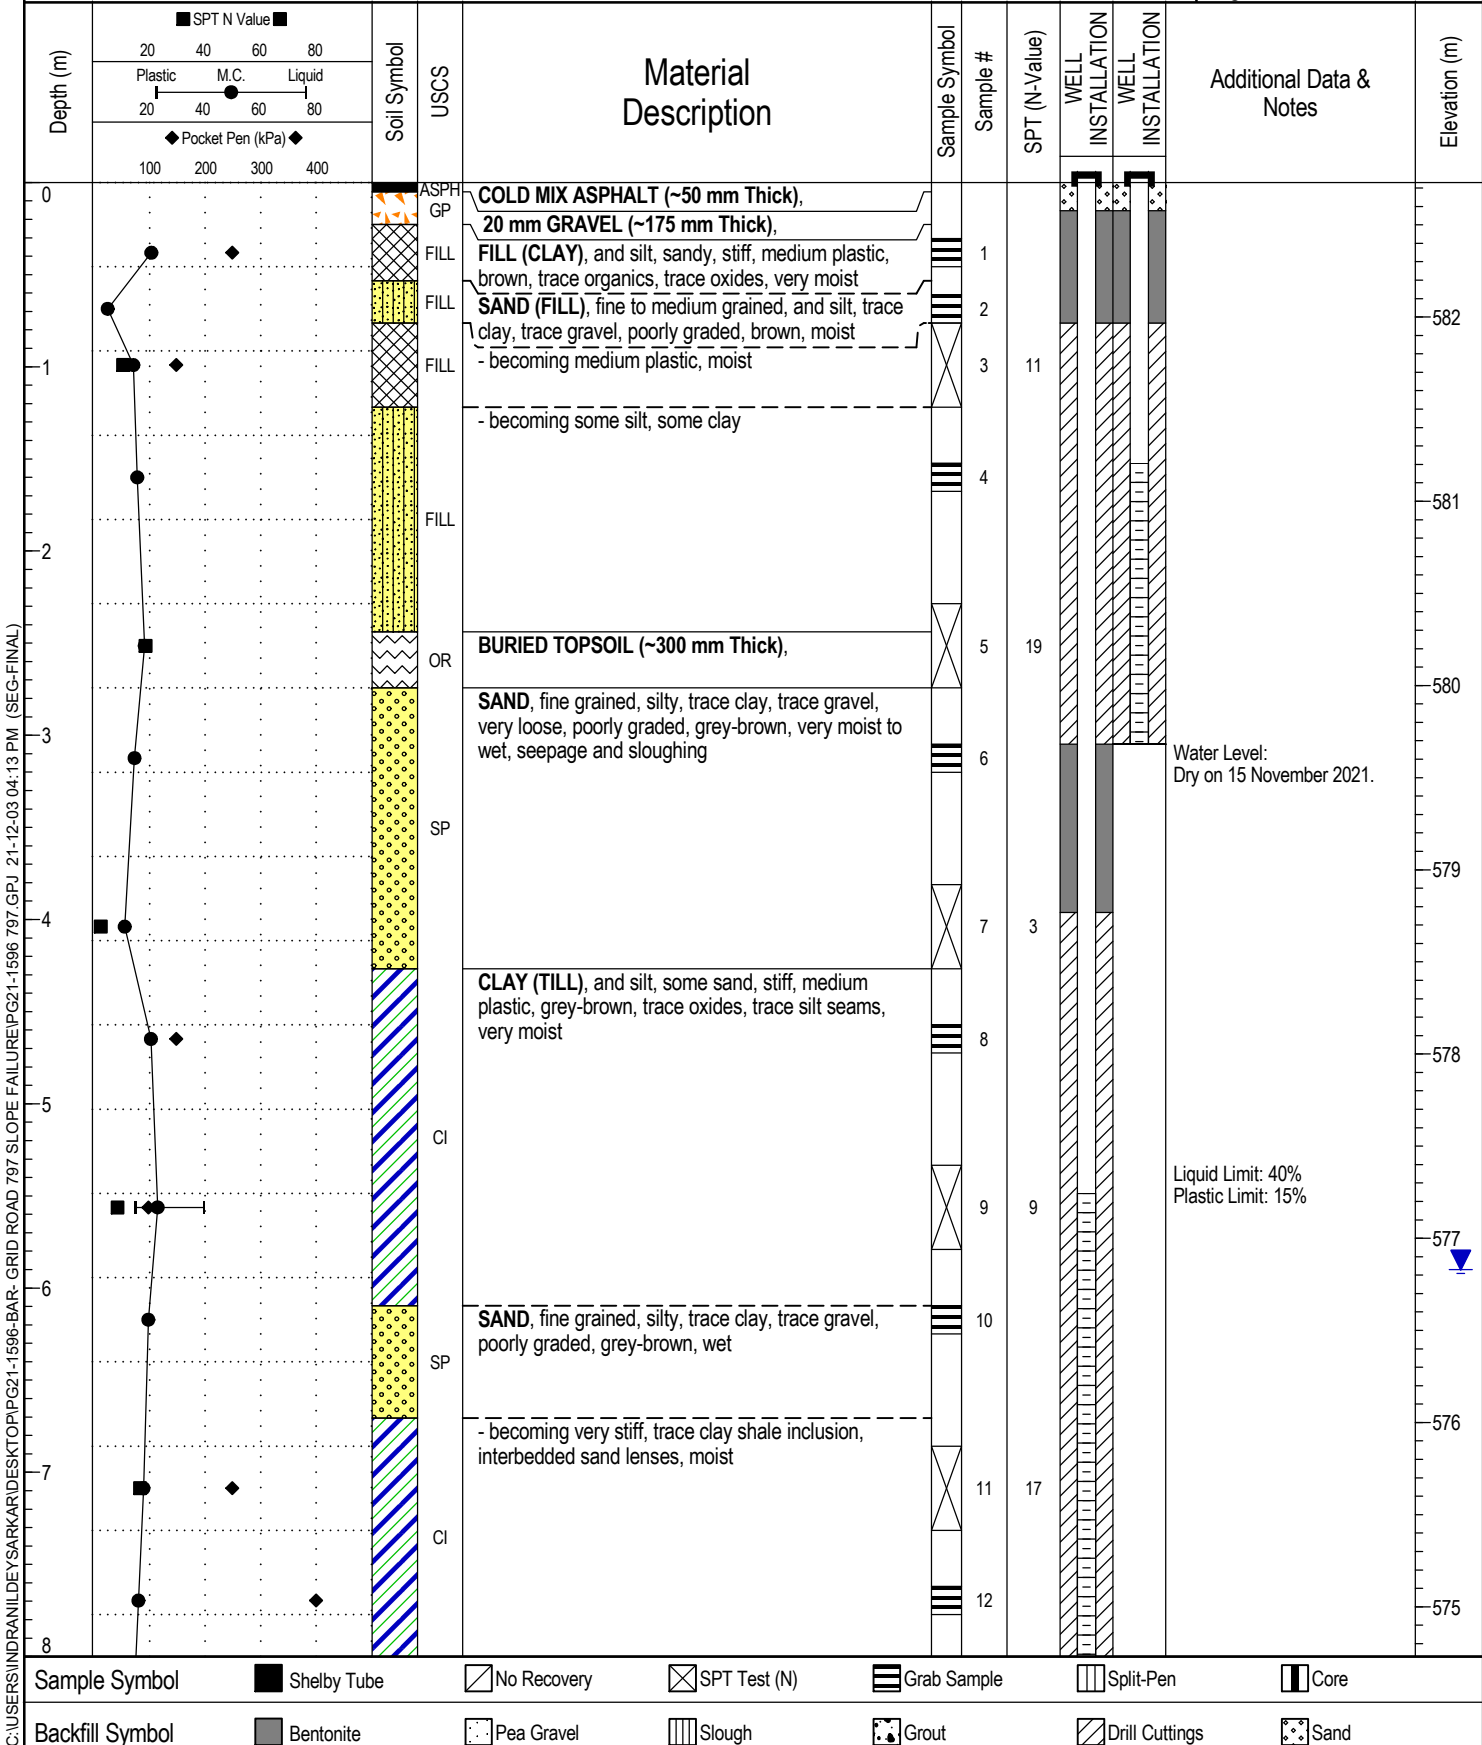 ■ SPT N Value ■
20 40 60 80
Plastic M.C. Liquid
20 40 60 80
◆ Pocket Pen (kPa) ◆
100 200 300 400
Depth (m)
Soil Symbol
USCS
Material
Description
Sample Symbol
Sample #
SPT (N-Value)
WELL
INSTALLATION
WELL
INSTALLATION
Additional Data &
Notes
Elevation (m)
0
ASPH
COLD MIX ASPHALT (~50 mm Thick),
GP
20 mm GRAVEL (~175 mm Thick),
FILL
FILL (CLAY), and silt, sandy, stiff, medium plastic,
brown, trace organics, trace oxides, very moist
1
FILL
SAND (FILL), fine to medium grained, and silt, trace
clay, trace gravel, poorly graded, brown, moist
2
582
1
FILL
- becoming medium plastic, moist
3
11
- becoming some silt, some clay
4
581
FILL
2
BURIED TOPSOIL (~300 mm Thick),
OR
5
19
580
SAND, fine grained, silty, trace clay, trace gravel,
very loose, poorly graded, grey-brown, very moist to
wet, seepage and sloughing
3
6
Water Level:
Dry on 15 November 2021.
SP
579
4
7
3
CLAY (TILL), and silt, some sand, stiff, medium
plastic, grey-brown, trace oxides, trace silt seams,
very moist
8
578
5
CI
Liquid Limit: 40%
Plastic Limit: 15%
9
9
577
6
SAND, fine grained, silty, trace clay, trace gravel,
poorly graded, grey-brown, wet
10
SP
576
- becoming very stiff, trace clay shale inclusion,
interbedded sand lenses, moist
7
11
17
CI
12
575
8
Sample Symbol
Shelby Tube
No Recovery
SPT Test (N)
Grab Sample
Split-Pen
Core
Backfill Symbol
Bentonite
Pea Gravel
Slough
Grout
Drill Cuttings
Sand
C:\USERS\INDRANILDEYSARKAR\DESKTOP\PG21-1596-BAR- GRID ROAD 797 SLOPE FAILURE\PG21-1596 797.GPJ 21-12-03 04:13 PM (SEG-FINAL)